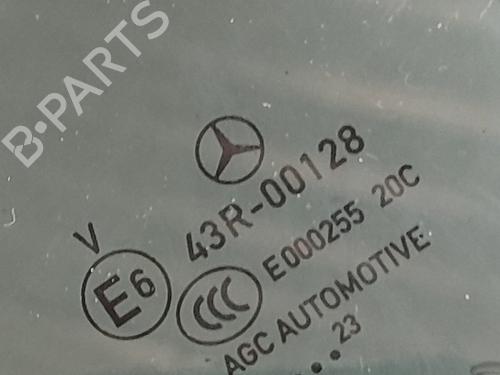 B-PARTS
V
E6 43R-00128
CCC E000255 20C
AGC AUTOMOTIVE
..23